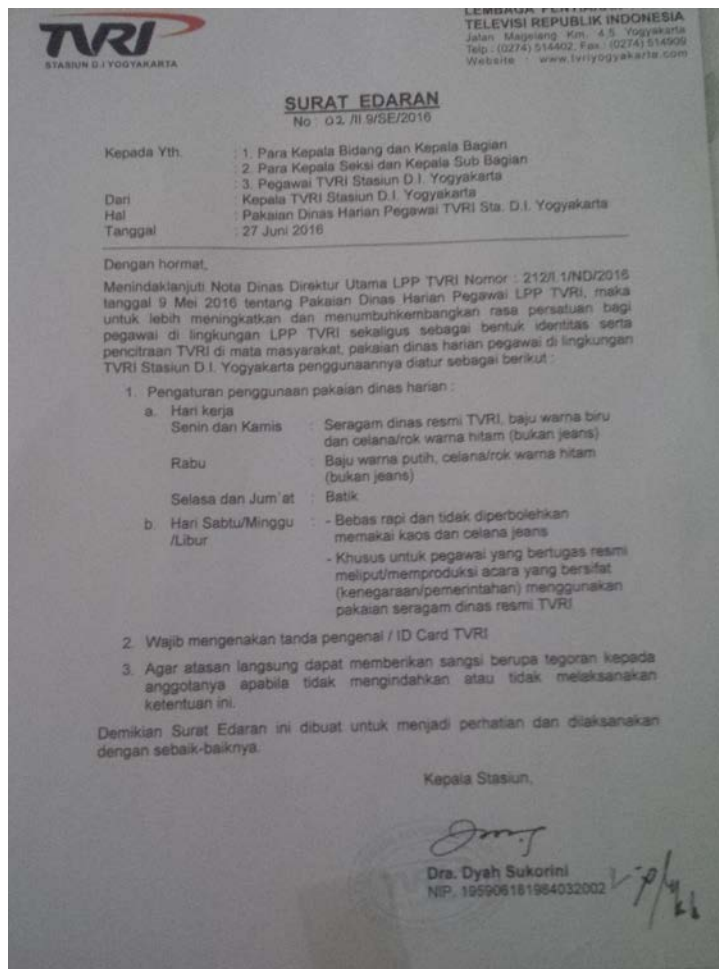 TVRI
STASIUN D.I YOGYAKARTA
LEMBAGA PENYIARAN
TELEVISI REPUBLIK INDONESIA
Jalan Magelang Km. 4.5 Yogyakarta
Telp : (0274) 514402, Fax. : (0274) 514909
Website : www.tvriyogyakarta.com
SURAT EDARAN
No : 02 /II.9/SE/2016
Kepada Yth. : 1. Para Kepala Bidang dan Kepala Bagian
: 2. Para Kepala Seksi dan Kepala Sub Bagian
: 3. Pegawai TVRI Stasiun D.I. Yogyakarta
Dari : Kepala TVRI Stasiun D.I. Yogyakarta
Hal : Pakaian Dinas Harian Pegawai TVRI Sta. D.I. Yogyakarta
Tanggal : 27 Juni 2016
Dengan hormat,
Menindaklanjuti Nota Dinas Direktur Utama LPP TVRI Nomor : 212/I.1/ND/2016
tanggal 9 Mei 2016 tentang Pakaian Dinas Harian Pegawai LPP TVRI, maka
untuk lebih meningkatkan dan menumbuhkembangkan rasa persatuan bagi
pegawai di lingkungan LPP TVRI sekaligus sebagai bentuk identitas serta
pencitraan TVRI di mata masyarakat, pakaian dinas harian pegawai di lingkungan
TVRI Stasiun D.I. Yogyakarta penggunaannya diatur sebagai berikut :
1. Pengaturan penggunaan pakaian dinas harian :
a. Hari kerja
Senin dan Kamis : Seragam dinas resmi TVRI, baju warna biru
dan celana/rok warna hitam (bukan jeans)
Rabu : Baju warna putih, celana/rok warna hitam
(bukan jeans)
Selasa dan Jum'at : Batik
b. Hari Sabtu/Minggu : - Bebas rapi dan tidak diperbolehkan
/Libur memakai kaos dan celana jeans
- Khusus untuk pegawai yang bertugas resmi
meliput/memproduksi acara yang bersifat
(kenegaraan/pemerintahan) menggunakan
pakaian seragam dinas resmi TVRI
2. Wajib mengenakan tanda pengenal / ID Card TVRI
3. Agar atasan langsung dapat memberikan sangsi berupa tegoran kepada
anggotanya apabila tidak mengindahkan atau tidak melaksanakan
ketentuan ini.
Demikian Surat Edaran ini dibuat untuk menjadi perhatian dan dilaksanakan
dengan sebaik-baiknya.
Kepala Stasiun,
Dra. Dyah Sukorini
NIP. 195906181984032002